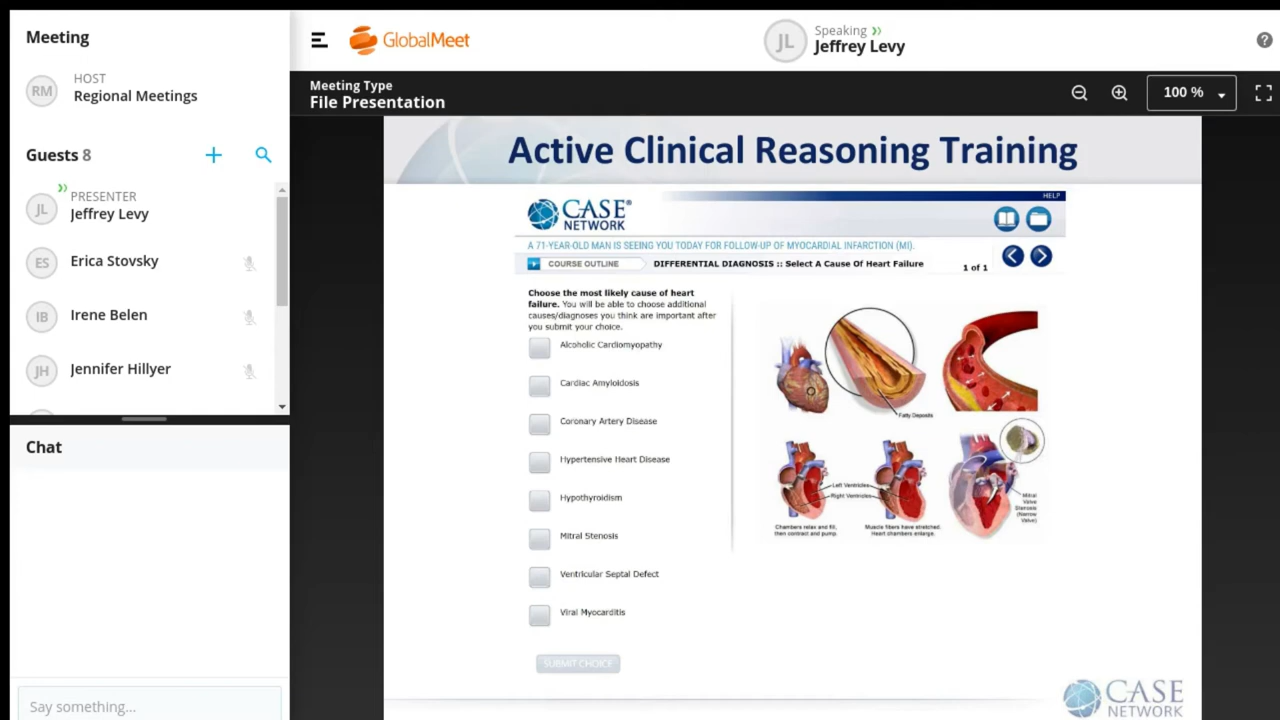 Meeting
RM
HOST
Regional Meetings
Guests 8
JL
PRESENTER
Jeffrey Levy
ES
Erica Stovsky
IB
Irene Belen
JH
Jennifer Hillyer
Chat
Say something...
GlobalMeet
JL
Speaking
Jeffrey Levy
?
Meeting Type
File Presentation
100 %
Active Clinical Reasoning Training
HELP
CASE®
NETWORK
A 71-YEAR-OLD MAN IS SEEING YOU TODAY FOR FOLLOW-UP OF MYOCARDIAL INFARCTION (MI).
COURSE OUTLINE
DIFFERENTIAL DIAGNOSIS :: Select A Cause Of Heart Failure
1 of 1
Choose the most likely cause of heart
failure. You will be able to choose additional
causes/diagnoses you think are important after
you submit your choice.
Alcoholic Cardiomyopathy
Cardiac Amyloidosis
Coronary Artery Disease
Hypertensive Heart Disease
Hypothyroidism
Mitral Stenosis
Ventricular Septal Defect
Viral Myocarditis
SUBMIT CHOICE
Fatty Deposits
Left Ventricles
Right Ventricles
Chambers relax and fill,
then contract and pump.
Muscle fibers have stretched.
Heart chambers enlarge.
Mitral
Valve
Stenosis
(Narrow
Valve)
CASE
NETWORK